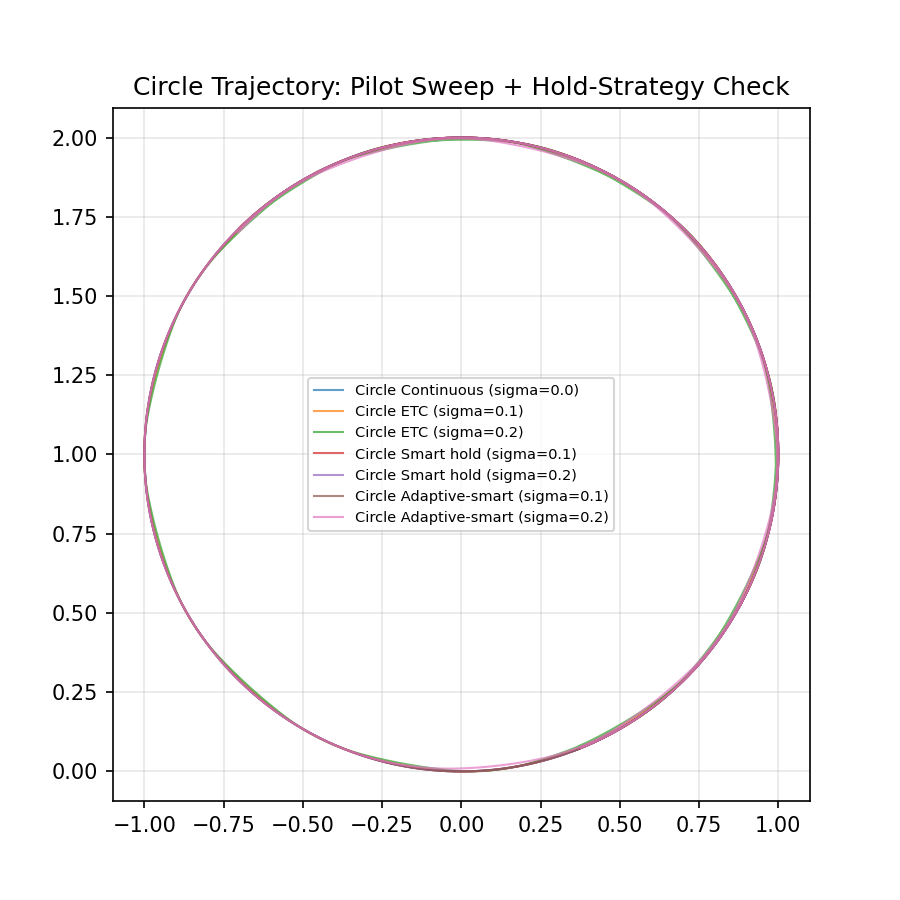 Circle Trajectory: Pilot Sweep + Hold-Strategy Check
2.00
1.75
1.50
1.25
1.00
0.75
0.50
0.25
0.00
Circle Continuous (sigma=0.0)
Circle ETC (sigma=0.1)
Circle ETC (sigma=0.2)
Circle Smart hold (sigma=0.1)
Circle Smart hold (sigma=0.2)
Circle Adaptive-smart (sigma=0.1)
Circle Adaptive-smart (sigma=0.2)
−1.00 −0.75 −0.50 −0.25 0.00 0.25 0.50 0.75 1.00